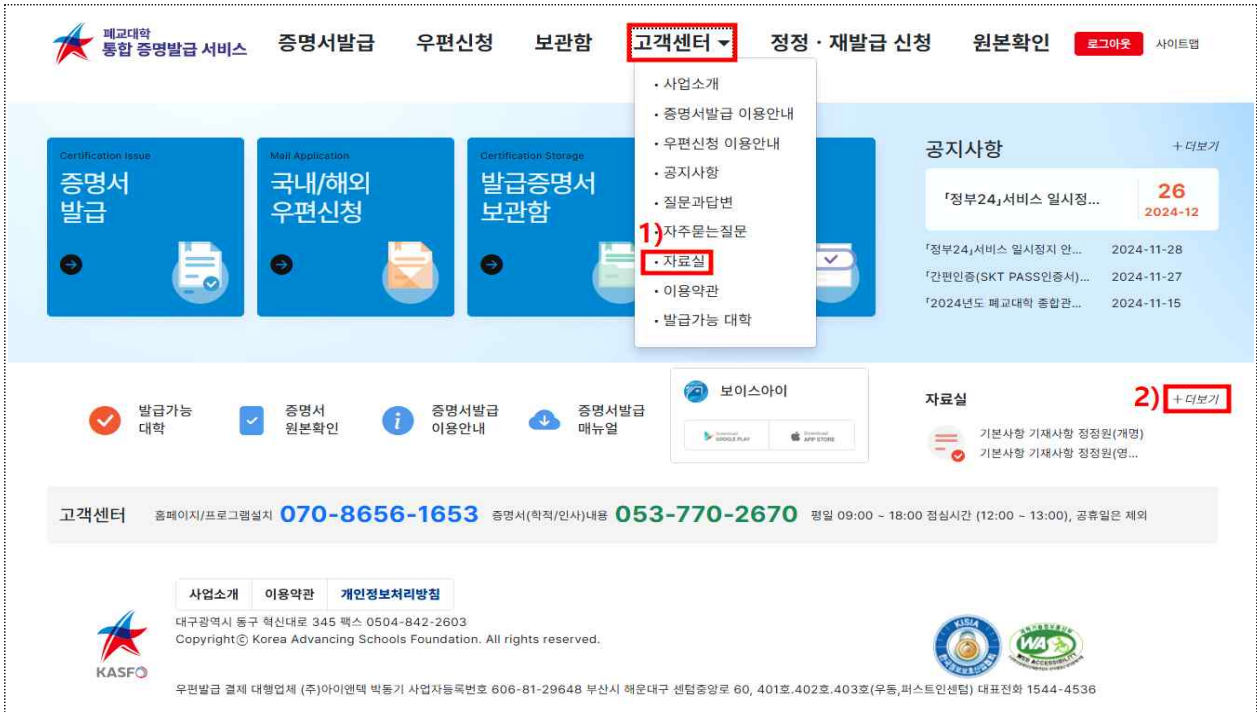 폐교대학
통합 증명발급 서비스
증명서발급 우편신청 보관함 고객센터 정정 · 재발급 신청 원본확인 로그아웃 사이트맵
• 사업소개
• 증명서발급 이용안내
• 우편신청 이용안내
• 공지사항
• 질문과답변
1)
• 자주묻는질문
• 자료실
• 이용약관
• 발급가능 대학
Certification Issue
증명서
발급
Mail Application
국내/해외
우편신청
Certification Storage
발급증명서
보관함
공지사항 +더보기
「정부24」서비스 일시정... 26
2024-12
「정부24」서비스 일시정지 안... 2024-11-28
「간편인증(SKT PASS인증서)... 2024-11-27
「2024년도 폐교대학 종합관... 2024-11-15
발급가능
대학
증명서
원본확인
증명서발급
이용안내
증명서발급
매뉴얼
보이스아이
Download
GOOGLE PLAY
Download
APP STORE
자료실 2) +더보기
기본사항 기재사항 정정원(개명)
기본사항 기재사항 정정원(영...
고객센터 홈페이지/프로그램설치 070-8656-1653 증명서(학적/인사)내용 053-770-2670 평일 09:00 ~ 18:00 점심시간 (12:00 ~ 13:00), 공휴일은 제외
사업소개 이용약관 개인정보처리방침
대구광역시 동구 혁신대로 345 팩스 0504-842-2603
Copyrightⓒ Korea Advancing Schools Foundation. All rights reserved.
KASFO
KISIA
WA
WEB ACCESSIBILITY
우편발급 결제 대행업체 (주)아이앤텍 박동기 사업자등록번호 606-81-29648 부산시 해운대구 센텀중앙로 60, 401호.402호.403호(우동,퍼스트인센텀) 대표전화 1544-4536